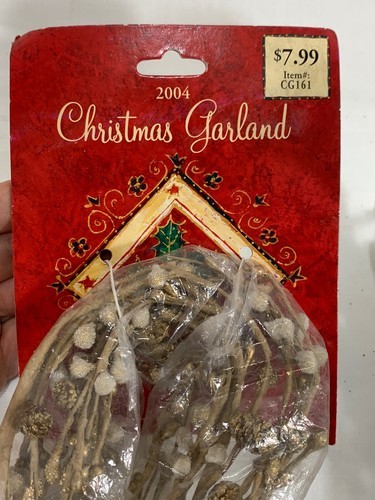 $7.99
Item#:
CG161
2004
Christmas Garland